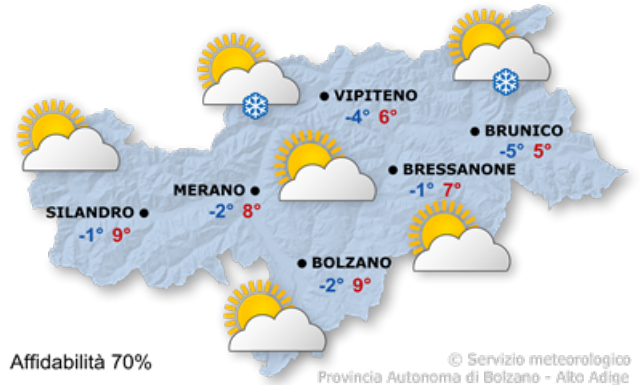 VIPITENO
-4° 6°
BRUNICO
-5° 5°
BRESSANONE
-1° 7°
MERANO
-2° 8°
SILANDRO
-1° 9°
BOLZANO
-2° 9°
Affidabilità 70%
© Servizio meteorologico
Provincia Autonoma di Bolzano - Alto Adige